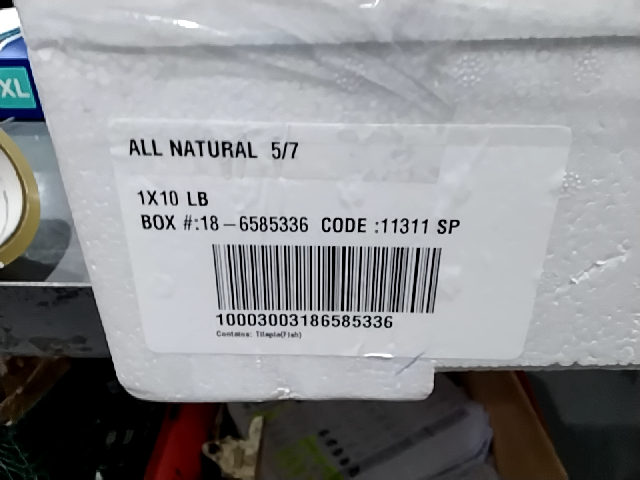 XL
ALL NATURAL 5/7
1X10 LB
BOX #:18-6585336 CODE :11311 SP
10003003186585336
Contains: Tilapia(Fish)